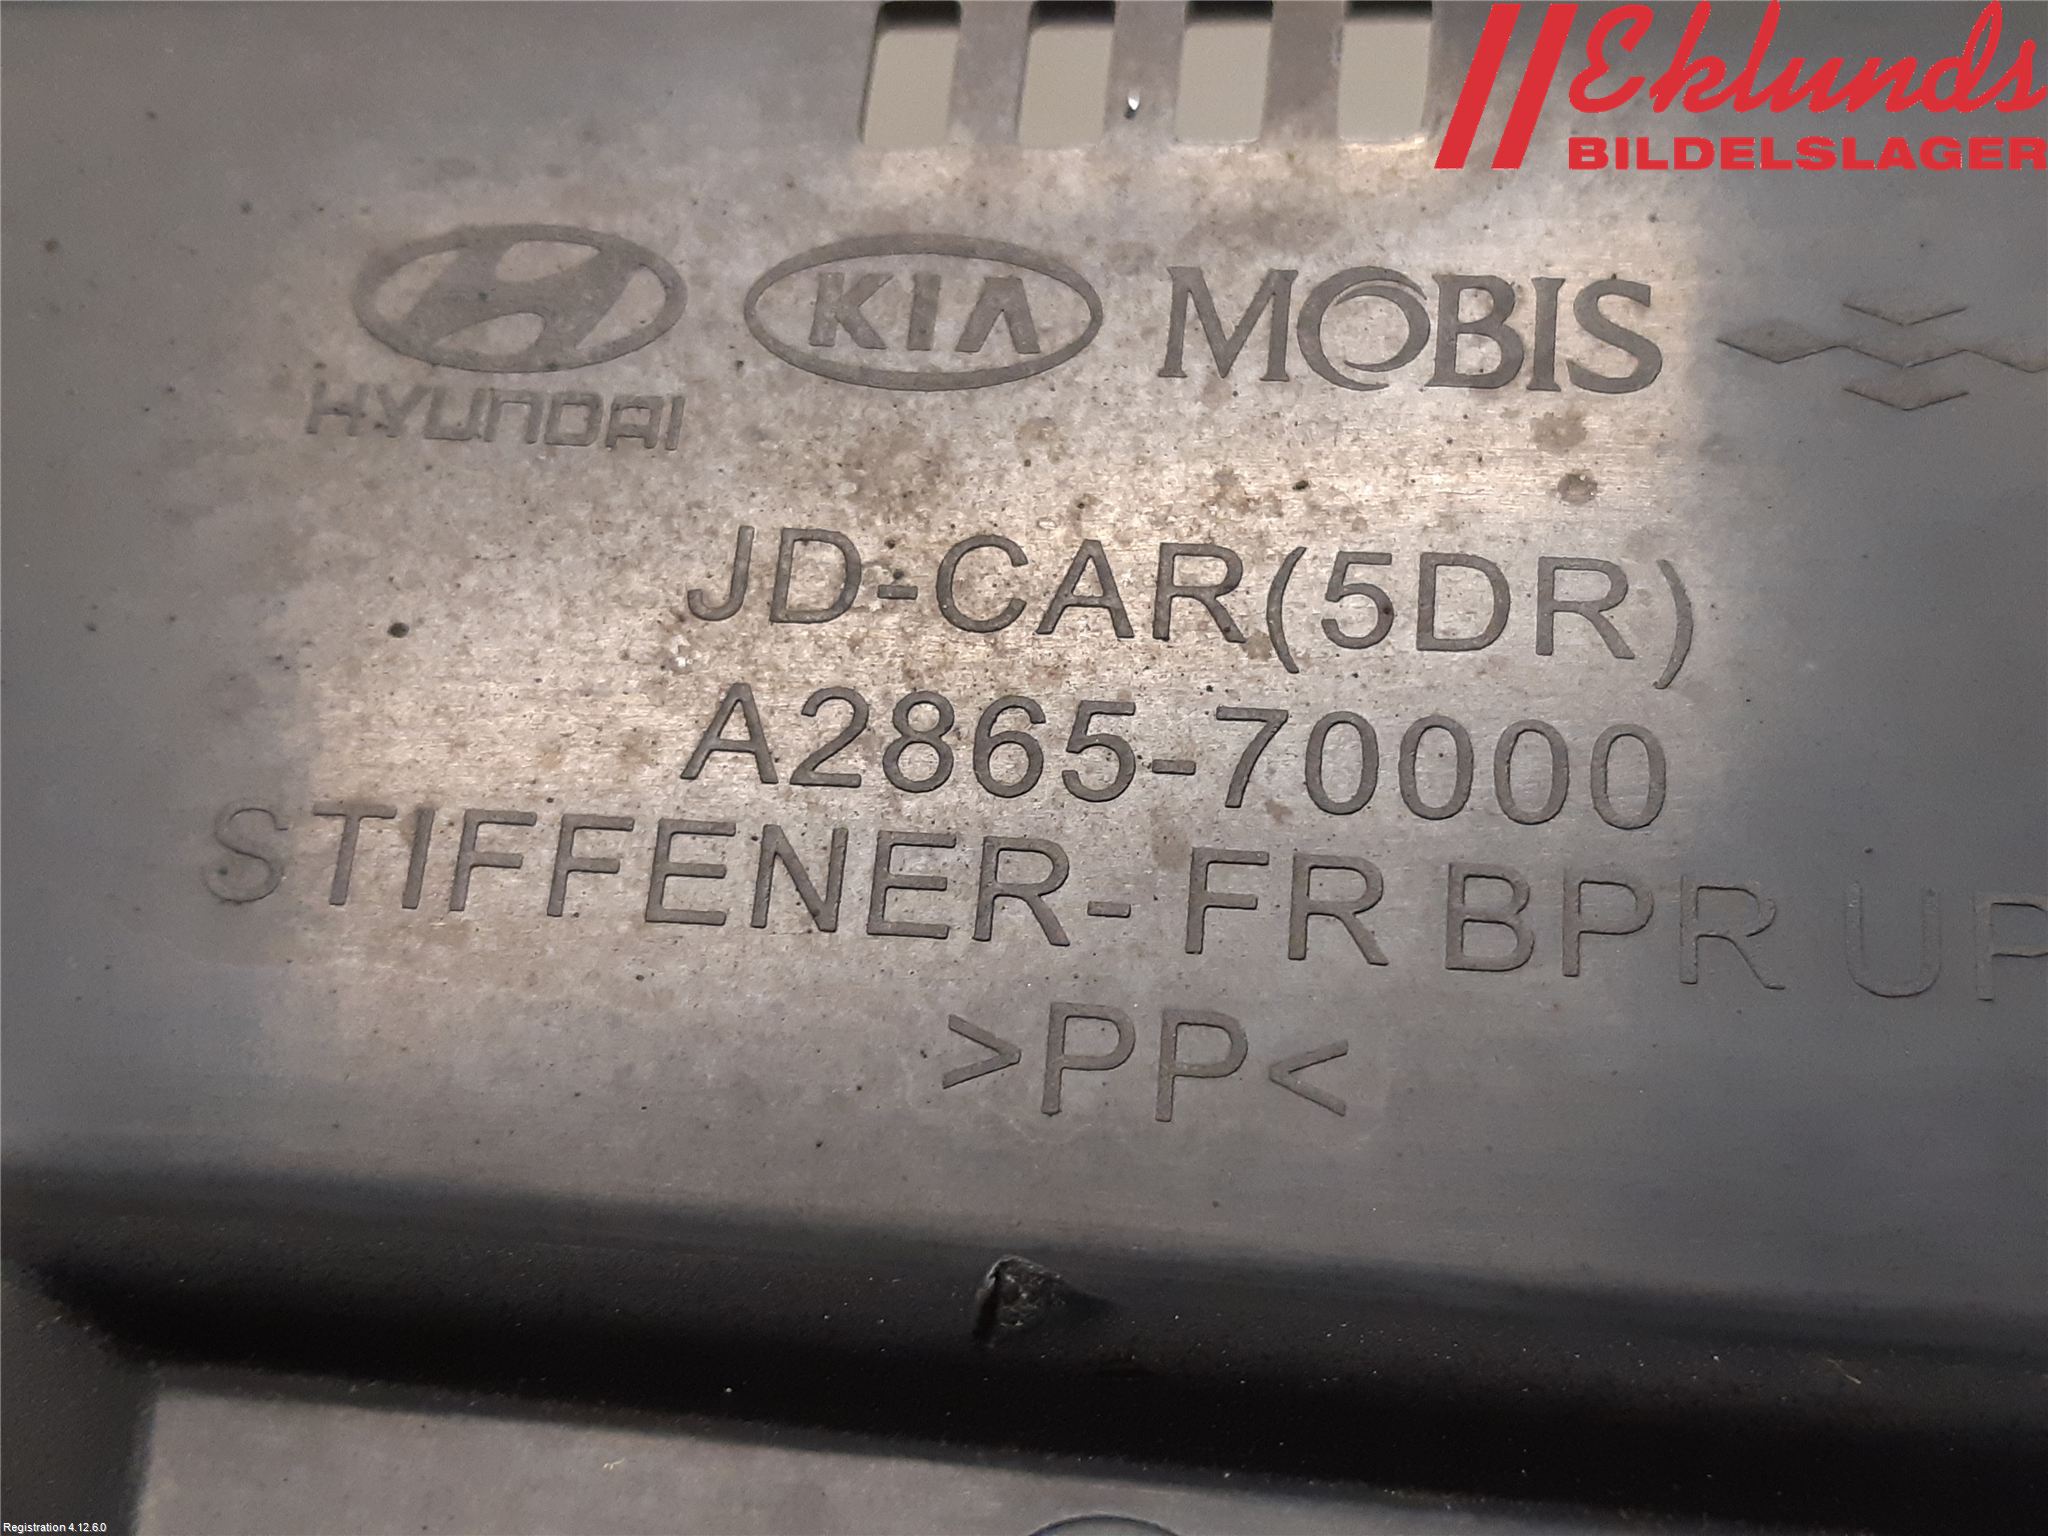 Eklunds
BILDELSLAGER
HYUNDAI
KIA
MOBIS
JD-CAR(5DR)
A2865-70000
STIFFENER-FR BPR UP
>PP<
Registration 4.12.6.0